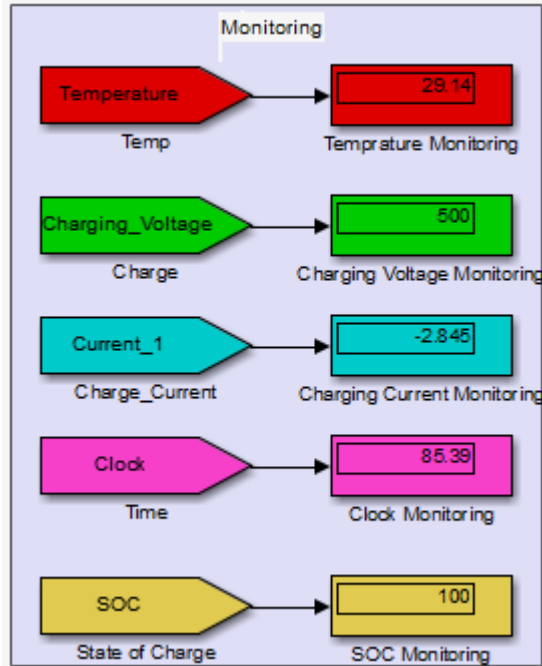 Monitoring
Temperature
29.14
Temp
Temprature Monitoring
Charging_Voltage
500
Charge
Charging Voltage Monitoring
Current_1
-2.845
Charge_Current
Charging Current Monitoring
Clock
85.39
Time
Clock Monitoring
SOC
100
State of Charge
SOC Monitoring